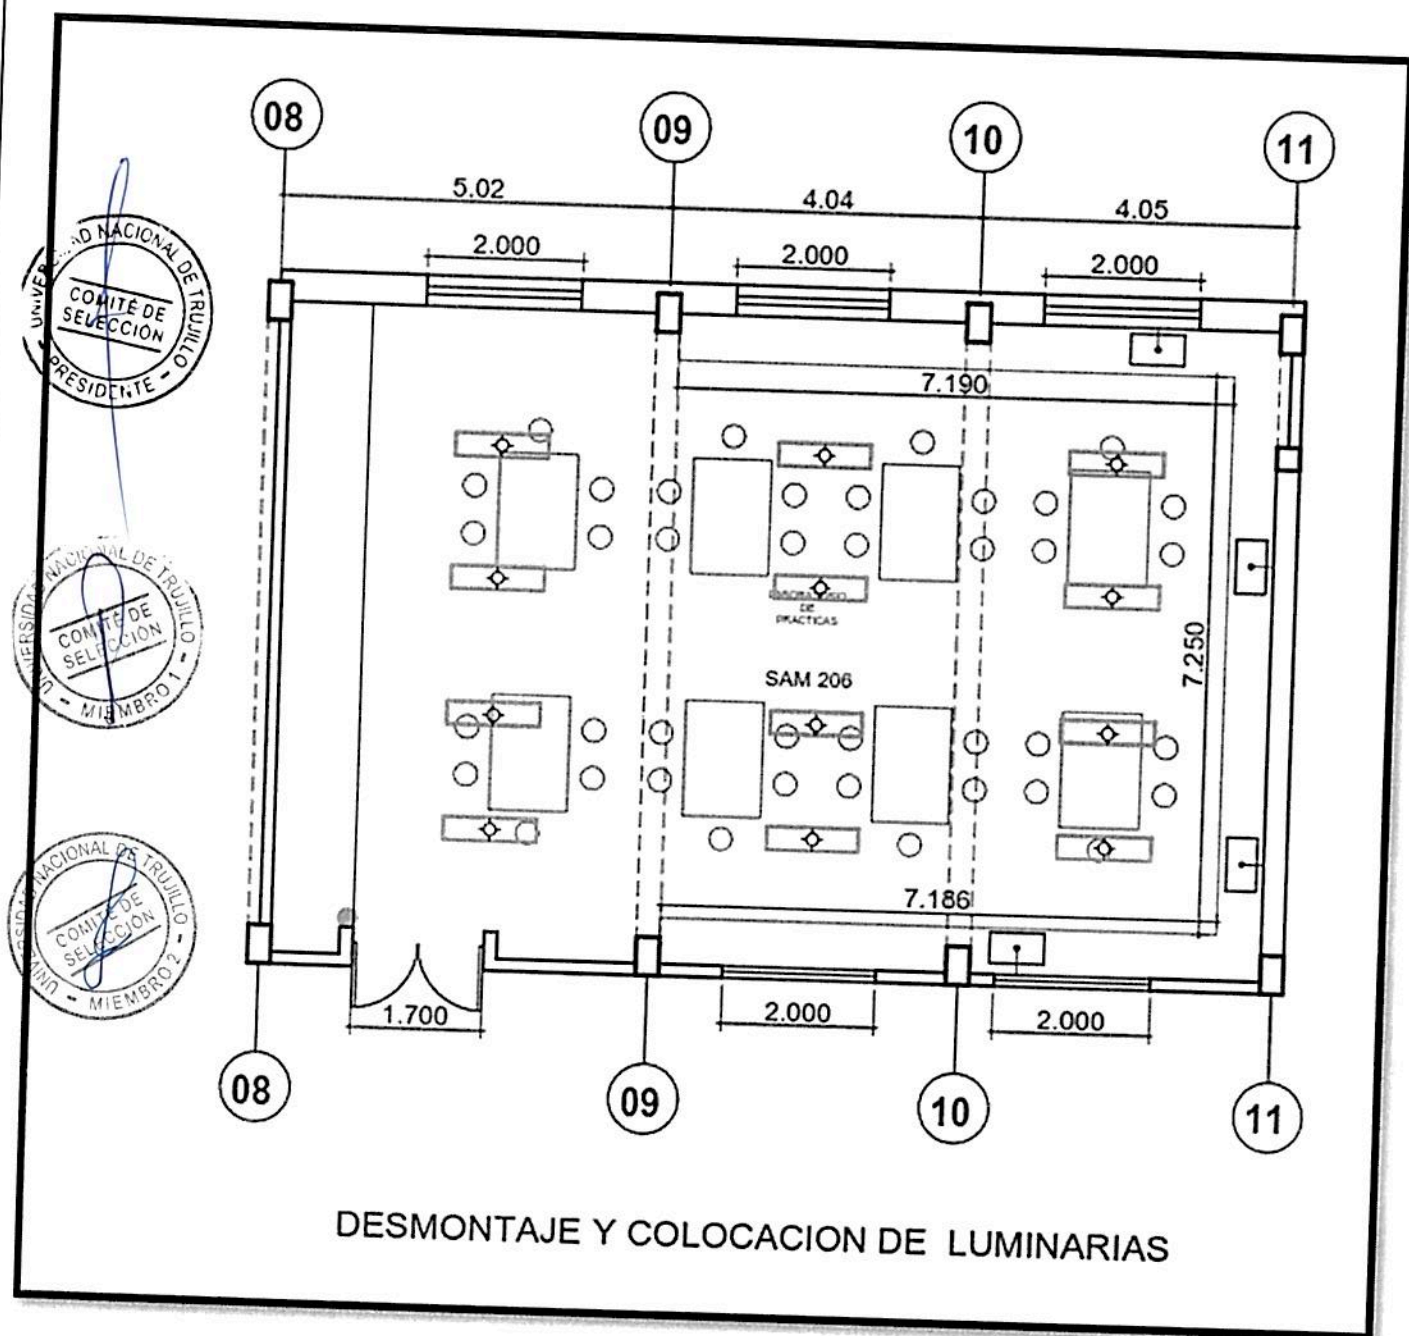 08
09
10
11
5.02
4.04
4.05
2.000
2.000
2.000
7.190
DE
PRACTICAS
SAM 206
7.250
7.186
1.700
2.000
2.000
08
09
10
11
DESMONTAJE Y COLOCACION DE LUMINARIAS
NACIONAL DE TRUJILLO
COMITÉ DE
SELECCIÓN
PRESIDENTE
NACIONAL DE TRUJILLO
COMITÉ DE
SELECCIÓN
MIEMBRO 1
NACIONAL DE TRUJILLO
COMITÉ DE
SELECCIÓN
MIEMBRO 2